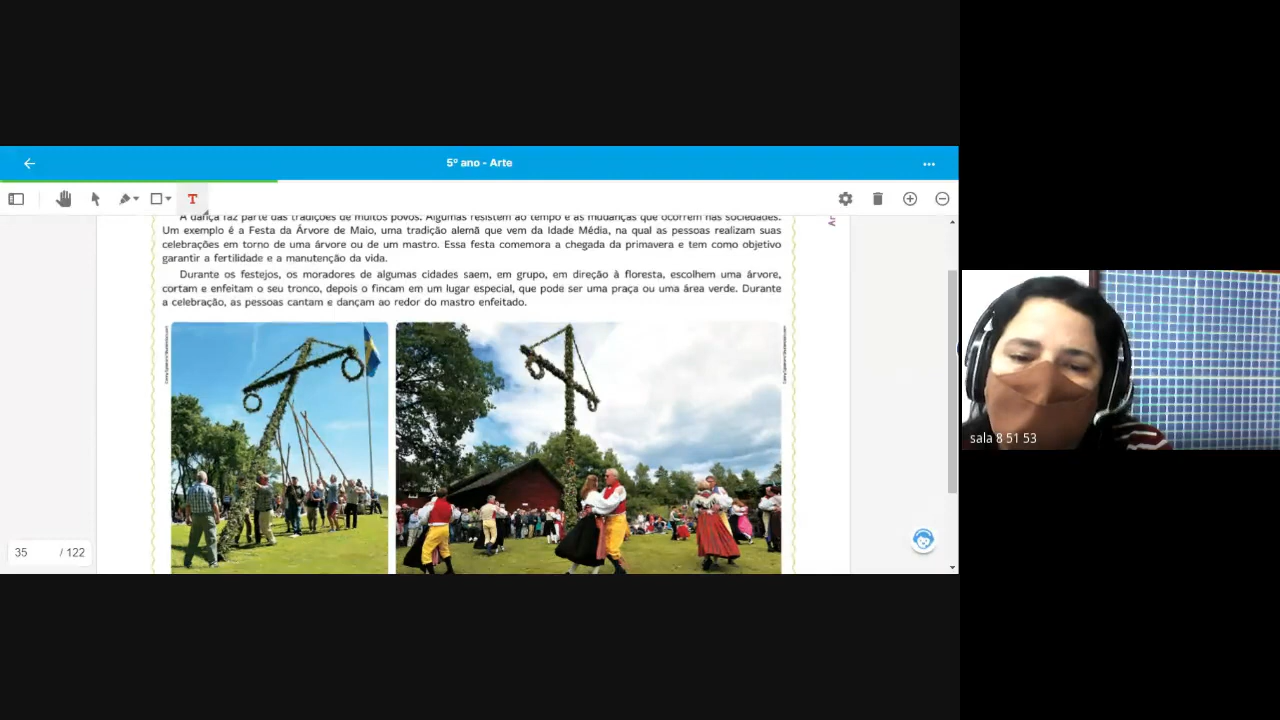 5º ano - Arte
T
A dança faz parte das tradições de muitos povos. Algumas resistem ao tempo e às mudanças que ocorrem nas sociedades.
Um exemplo é a Festa da Árvore de Maio, uma tradição alemã que vem da Idade Média, na qual as pessoas realizam suas
celebrações em torno de uma árvore ou de um mastro. Essa festa comemora a chegada da primavera e tem como objetivo
garantir a fertilidade e a manutenção da vida.
Durante os festejos, os moradores de algumas cidades saem, em grupo, em direção à floresta, escolhem uma árvore,
cortam e enfeitam o seu tronco, depois o fincam em um lugar especial, que pode ser uma praça ou uma área verde. Durante
a celebração, as pessoas cantam e dançam ao redor do mastro enfeitado.
35 / 122
sala 8 51 53